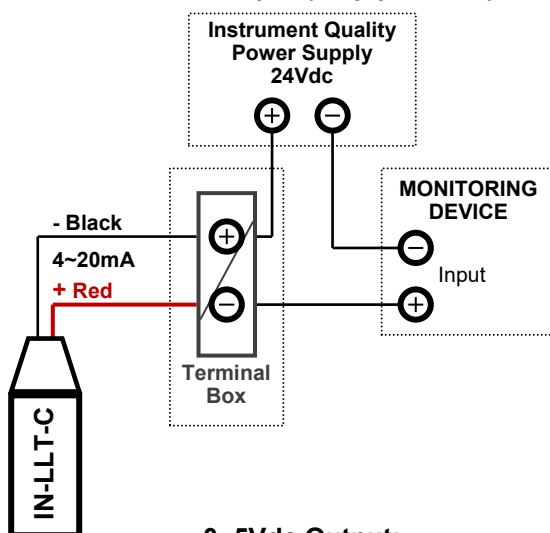 Instrument Quality
Power Supply
24Vdc
+ −
MONITORING
DEVICE
- Black
+
−
4~20mA
Input
+ Red
−
+
Terminal
Box
IN-LLT-C